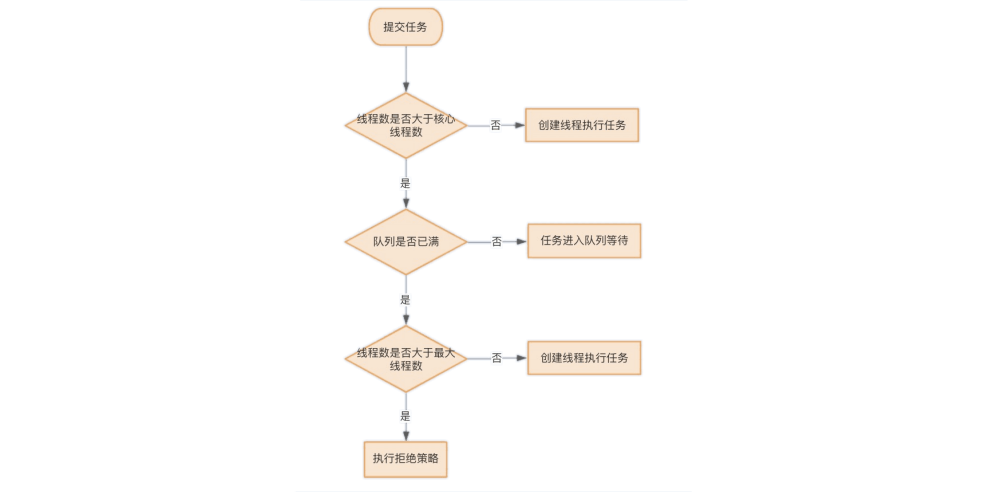 提交任务
线程数是否大于核心
线程数
否
创建线程执行任务
是
队列是否已满
否
任务进入队列等待
是
线程数是否大于最大
线程数
否
创建线程执行任务
是
执行拒绝策略